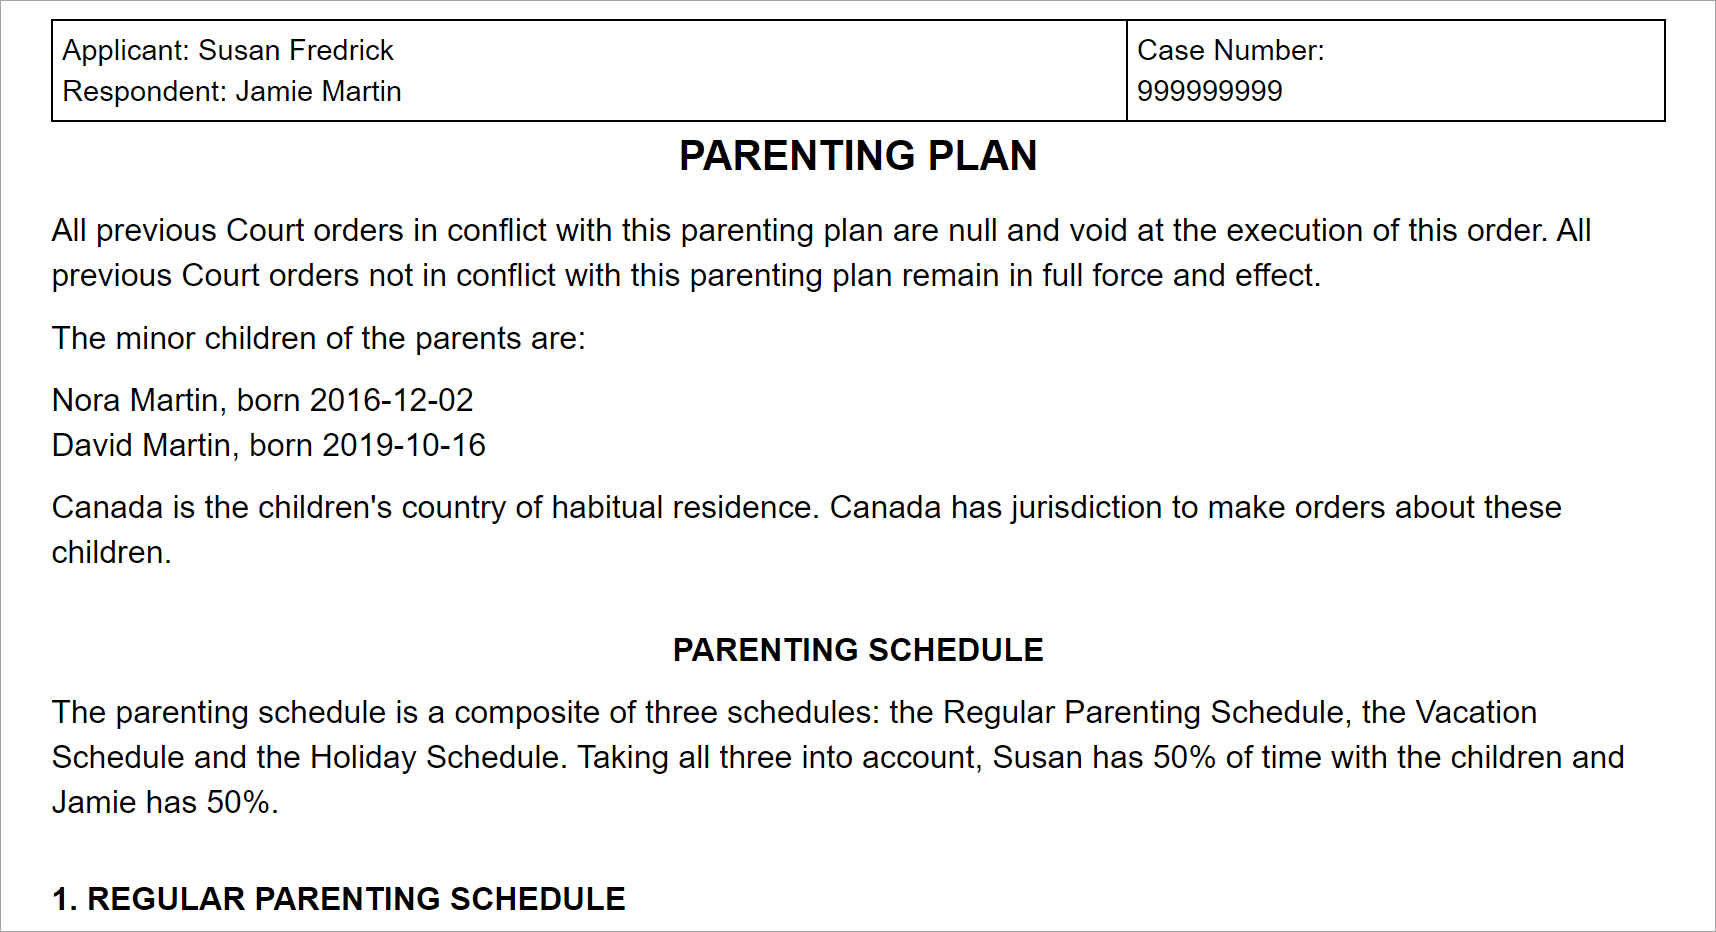 Applicant: Susan Fredrick
Respondent: Jamie Martin
Case Number:
999999999
PARENTING PLAN
All previous Court orders in conflict with this parenting plan are null and void at the execution of this order. All
previous Court orders not in conflict with this parenting plan remain in full force and effect.
The minor children of the parents are:
Nora Martin, born 2016-12-02
David Martin, born 2019-10-16
Canada is the children's country of habitual residence. Canada has jurisdiction to make orders about these
children.
PARENTING SCHEDULE
The parenting schedule is a composite of three schedules: the Regular Parenting Schedule, the Vacation
Schedule and the Holiday Schedule. Taking all three into account, Susan has 50% of time with the children and
Jamie has 50%.
1. REGULAR PARENTING SCHEDULE